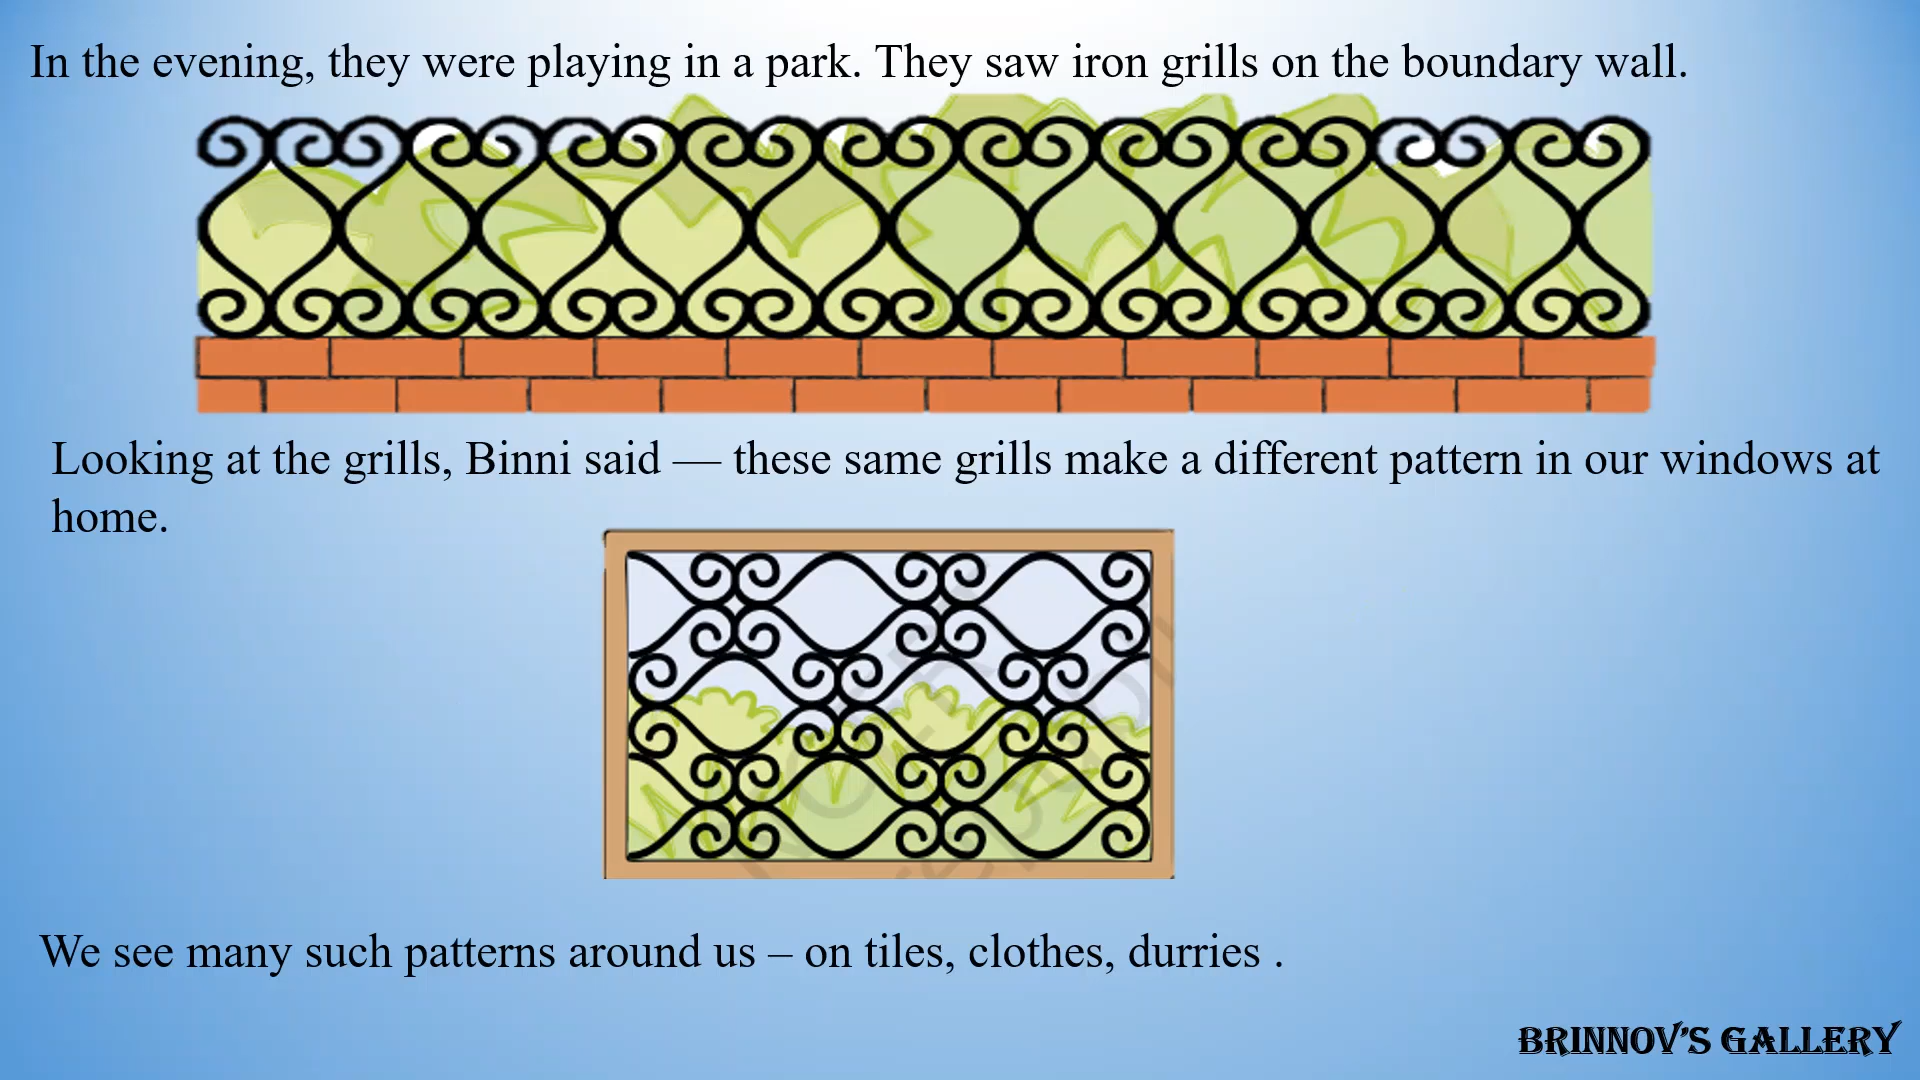 In the evening, they were playing in a park. They saw iron grills on the boundary wall.
Looking at the grills, Binni said — these same grills make a different pattern in our windows at
home.
We see many such patterns around us – on tiles, clothes, durries .
BRINNOV'S GALLERY